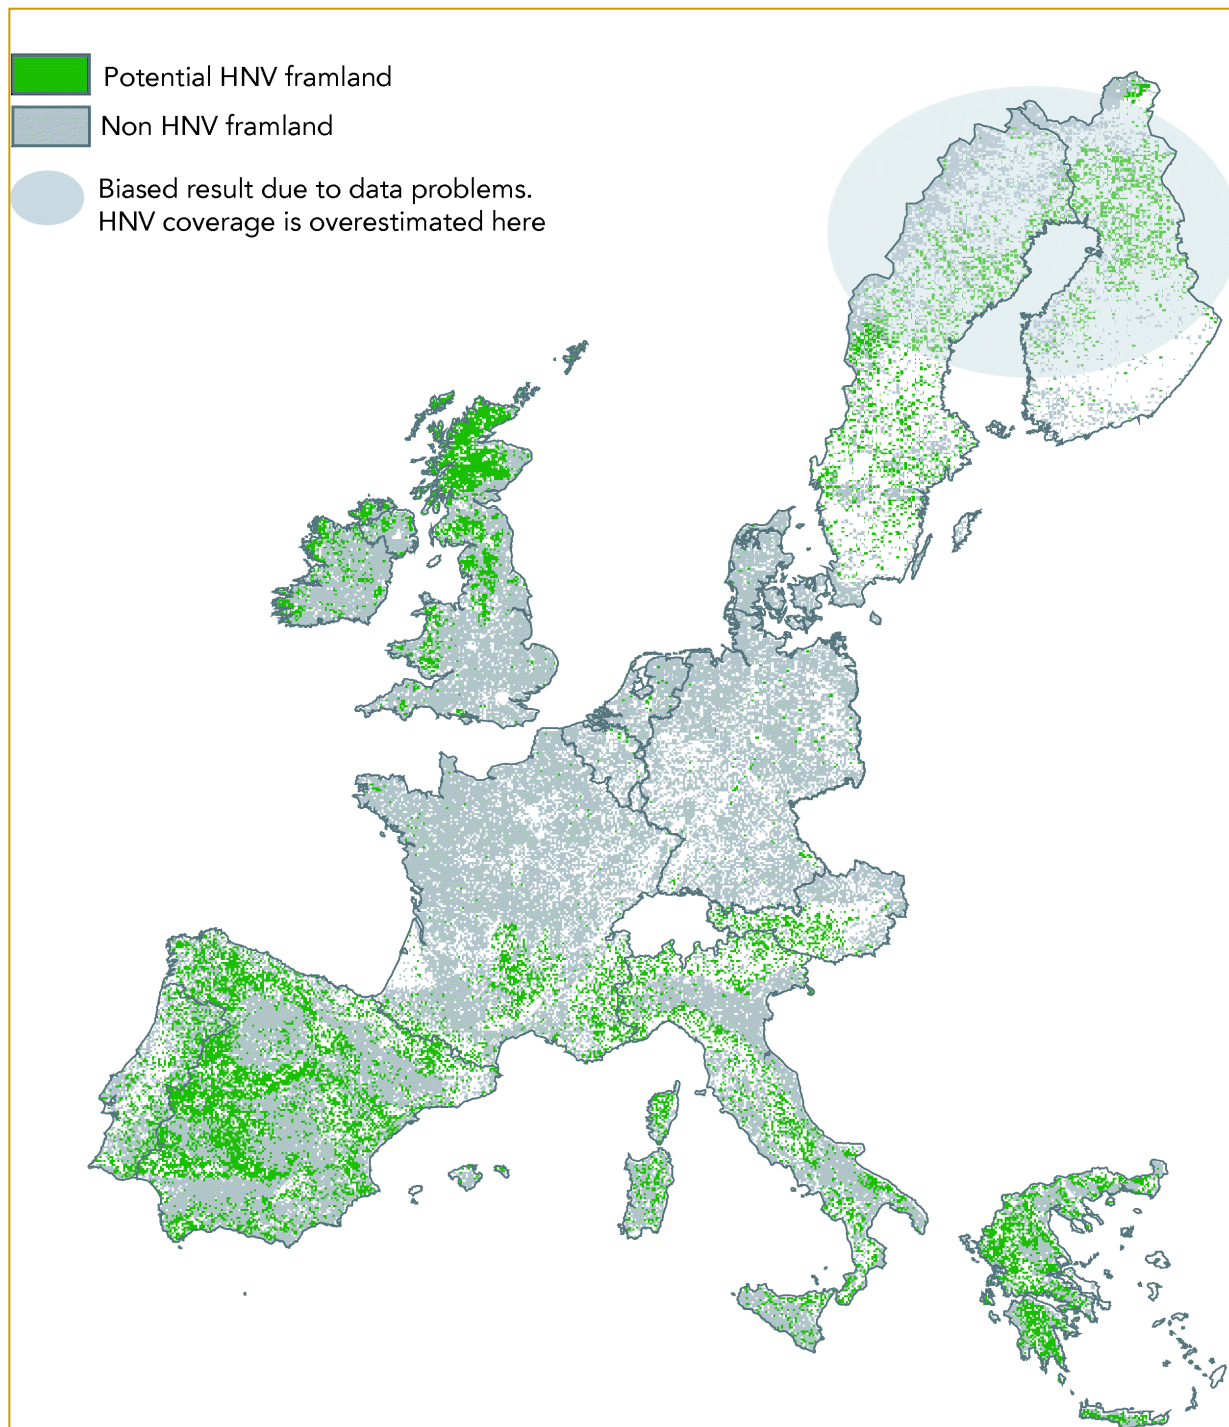 Potential HNV framland
Non HNV framland
Biased result due to data problems.
HNV coverage is overestimated here